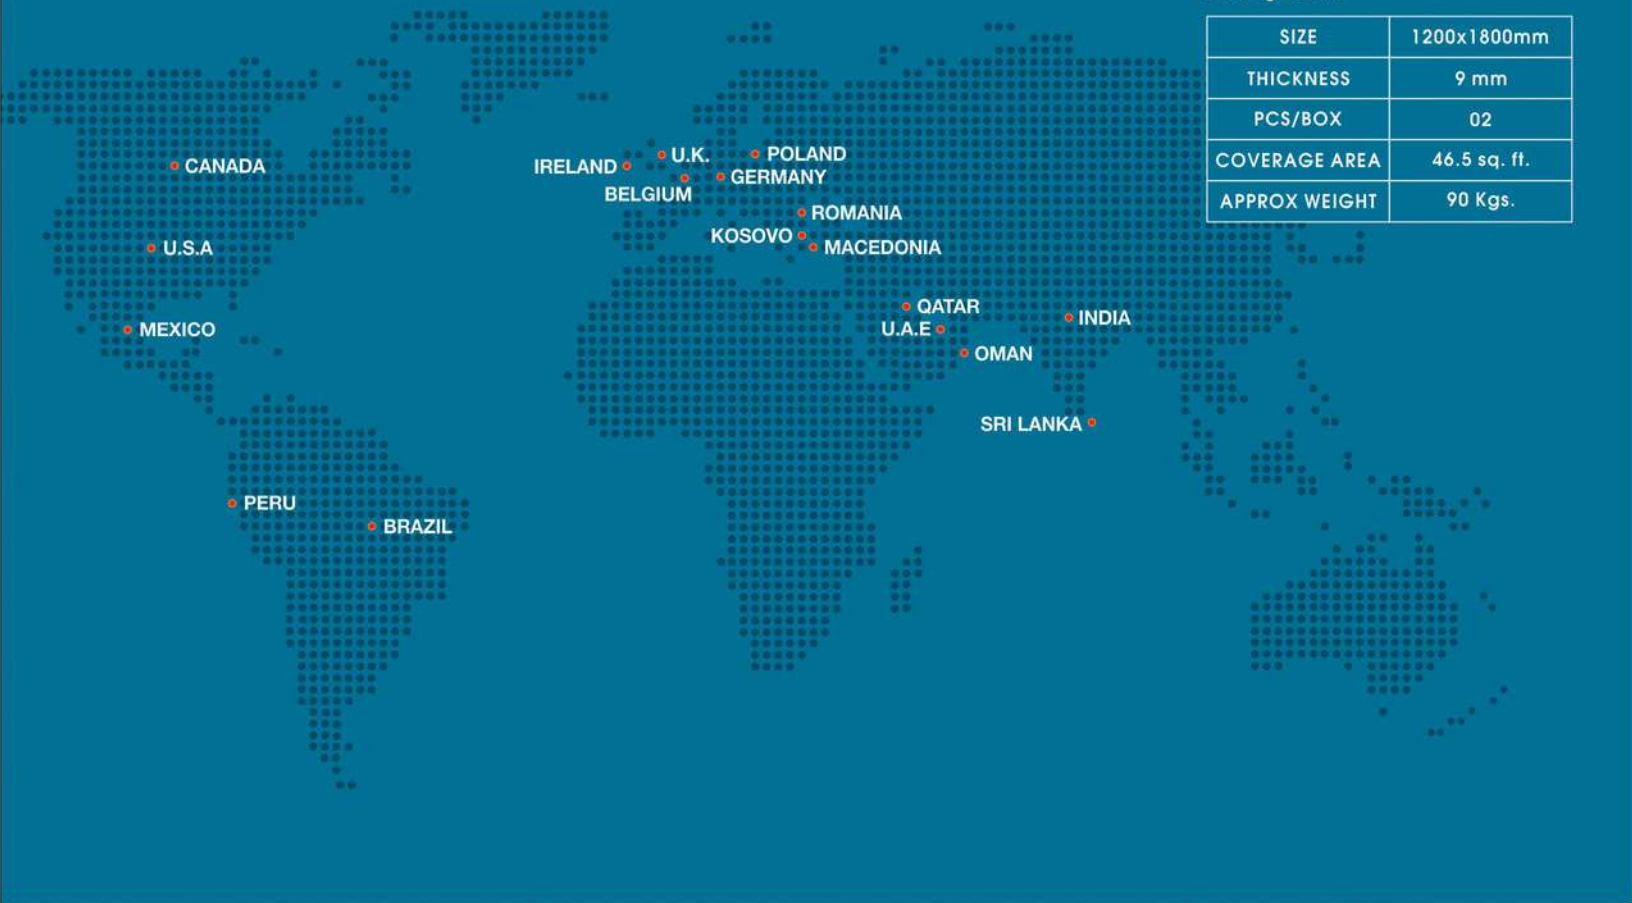 SIZE 1200x1800mm
THICKNESS 9 mm
PCS/BOX 02
COVERAGE AREA 46.5 sq. ft.
APPROX WEIGHT 90 Kgs.
CANADA
IRELAND
U.K.
POLAND
GERMANY
BELGIUM
ROMANIA
KOSOVO
MACEDONIA
U.S.A
QATAR
INDIA
MEXICO
U.A.E
OMAN
SRI LANKA
PERU
BRAZIL